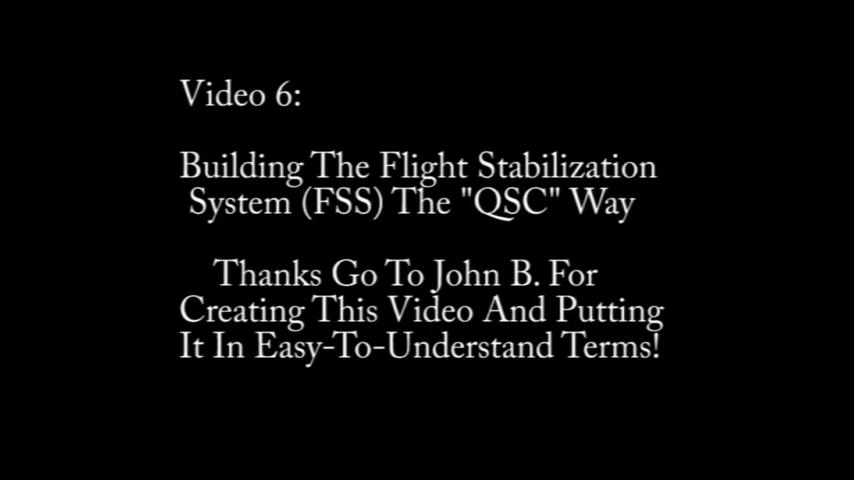 Video 6:
Building The Flight Stabilization
System (FSS) The "QSC" Way
Thanks Go To John B. For
Creating This Video And Putting
It In Easy-To-Understand Terms!